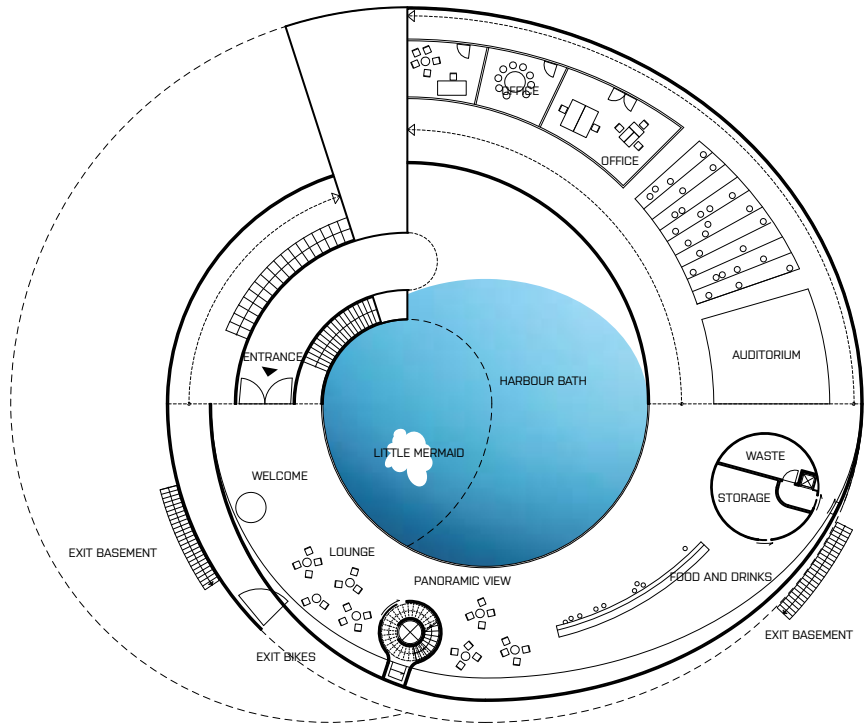 OFFICE
OFFICE
AUDITORIUM
ENTRANCE
HARBOUR BATH
LITTLE MERMAID
WASTE
WELCOME
STORAGE
EXIT BASEMENT
LOUNGE
PANORAMIC VIEW
FOOD AND DRINKS
EXIT BASEMENT
EXIT BIKES